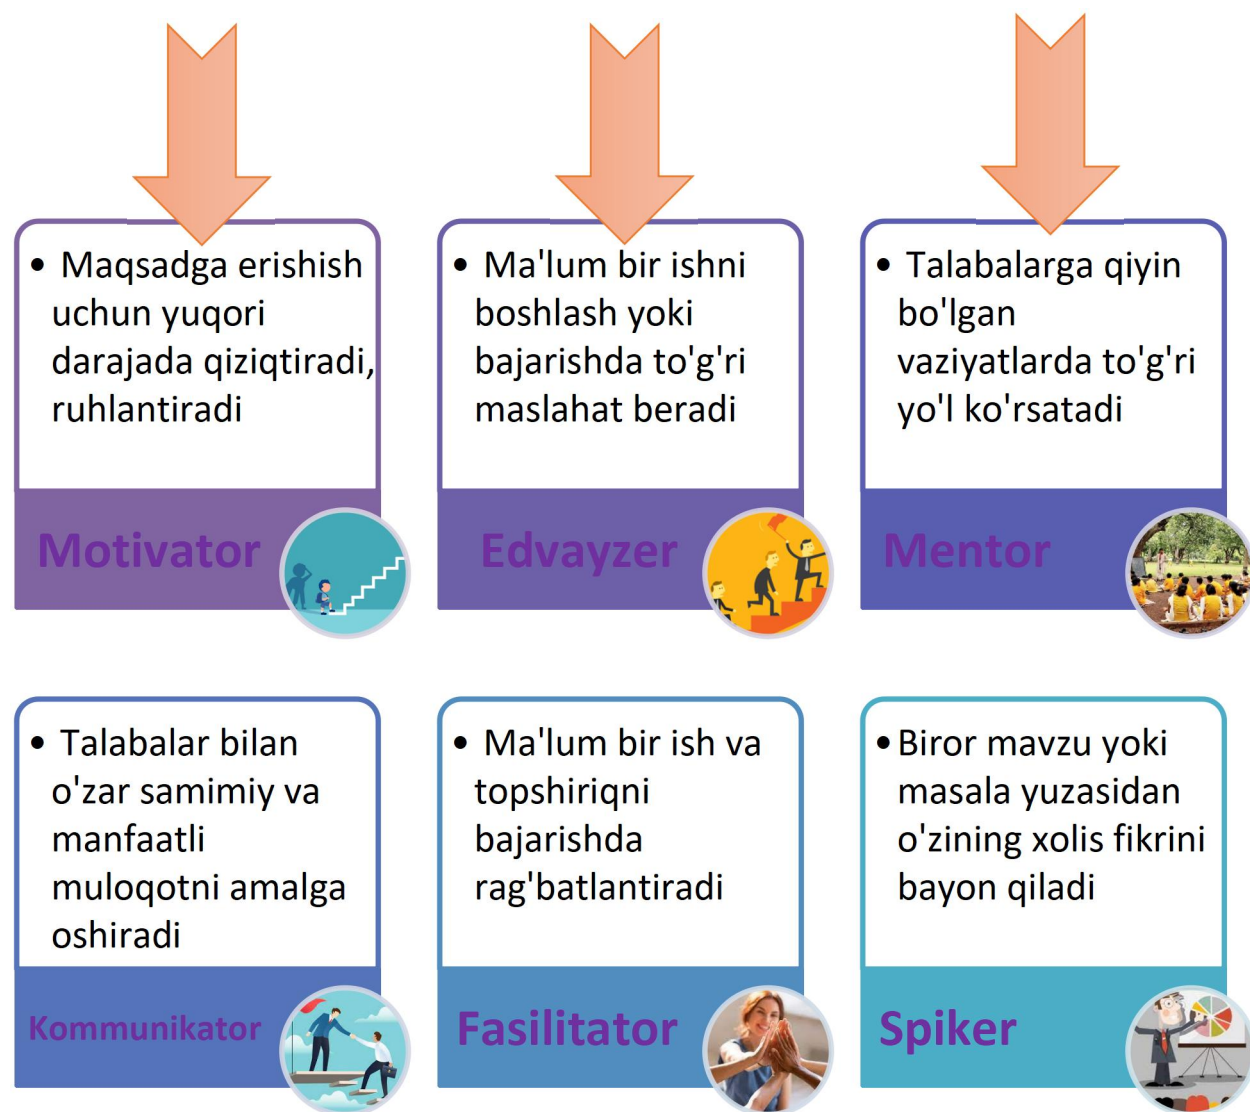 • Maqsadga erishish
uchun yuqori
darajada qiziqtiradi,
ruhlantiradi
Motivator
• Ma'lum bir ishni
boshlash yoki
bajarishda to'g'ri
maslahat beradi
Edvayzer
• Talabalarga qiyin
bo'lgan
vaziyatlarda to'g'ri
yo'l ko'rsatadi
Mentor
• Talabalar bilan
o'zar samimiy va
manfaatli
muloqotni amalga
oshiradi
Kommunikator
• Ma'lum bir ish va
topshiriqni
bajarishda
rag'batlantiradi
Fasilitator
• Biror mavzu yoki
masala yuzasidan
o'zining xolis fikrini
bayon qiladi
Spiker